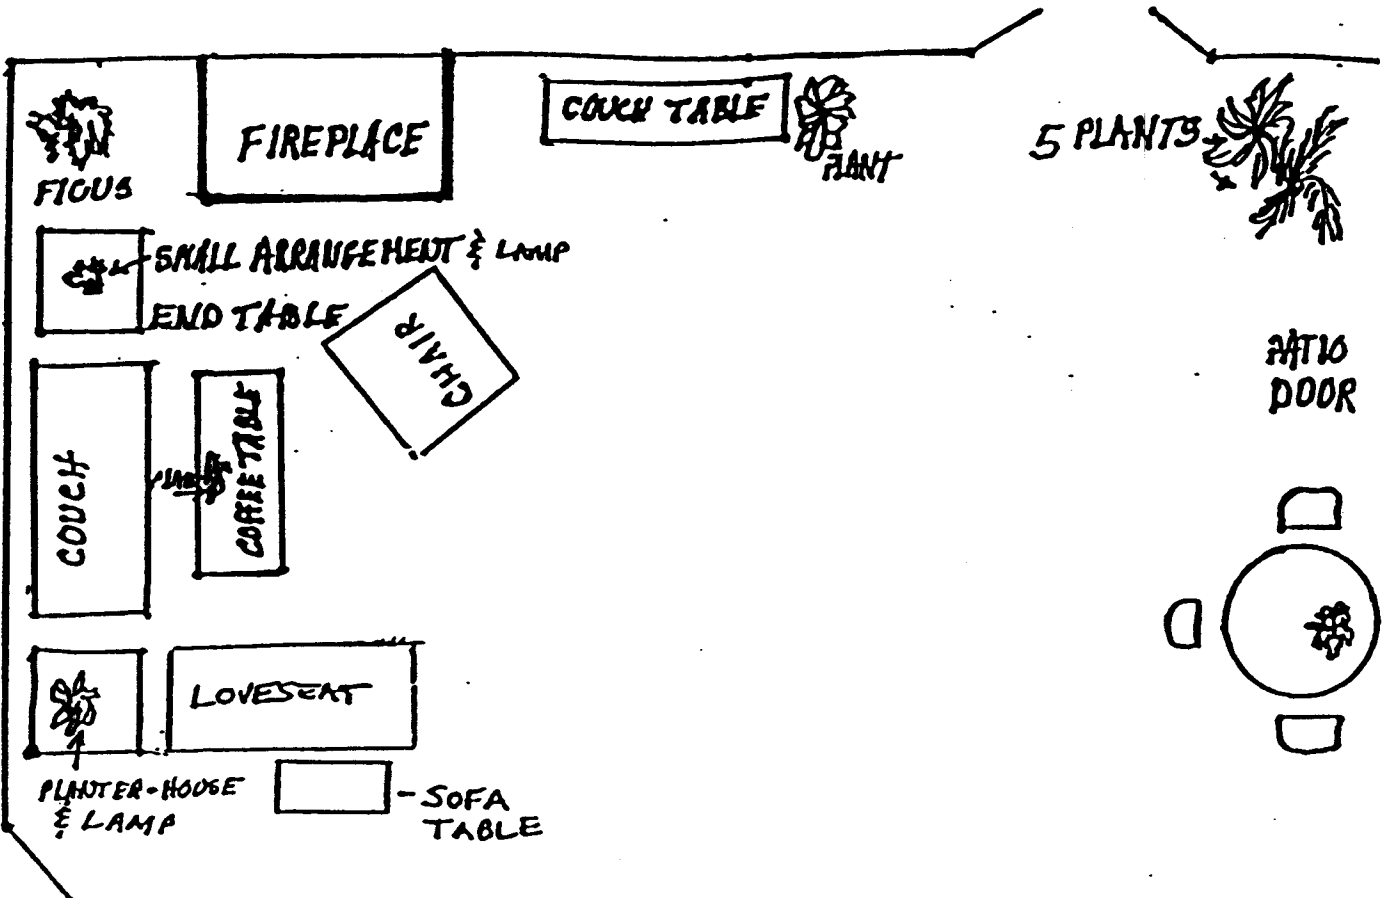 COUCH TABLE
FIREPLACE
5 PLANTS
PLANT
FICUS
SMALL ARRANGEMENT & LAMP
END TABLE
CHAIR
PATIO
DOOR
COUCH
COFFEE TABLE
LOVESEAT
PLANTER-HOUSE
& LAMP
SOFA
TABLE